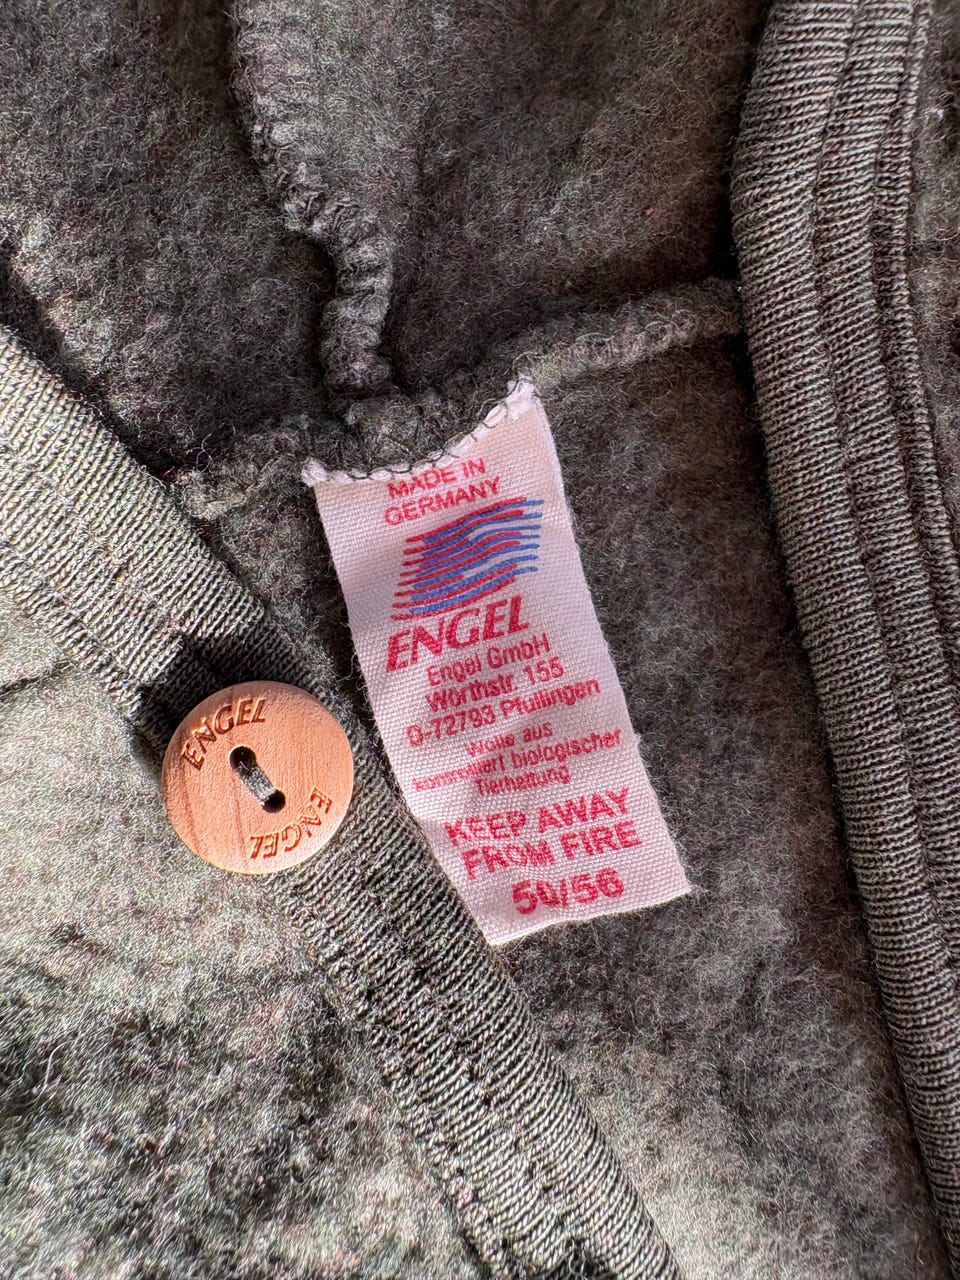 MADE IN
GERMANY
ENGEL
Engel GmbH
Wörthstr. 155
D-72793 Pfullingen
Wolle aus
kontrolliert biologischer
Tierhaltung
KEEP AWAY
FROM FIRE
50/56
ENGEL
ENGEL